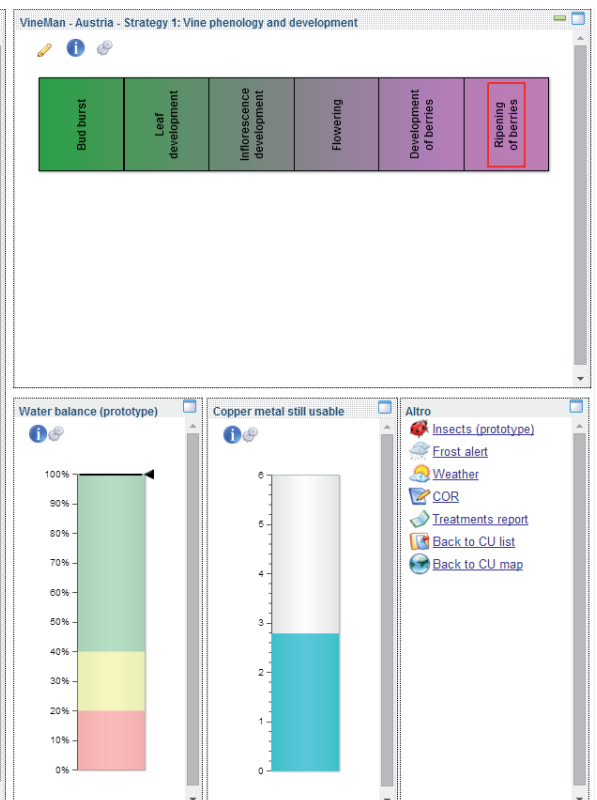 VineMan - Austria - Strategy 1: Vine phenology and development
Bud burst
Leaf
development
Inflorescence
development
Flowering
Development
of berries
Ripening
of berries
Water balance (prototype)
100%
90%
80%
70%
60%
50%
40%
30%
20%
10%
0%
Copper metal still usable
6
5
4
3
2
1
0
Altro
Insects (prototype)
Frost alert
Weather
COR
Treatments report
Back to CU list
Back to CU map